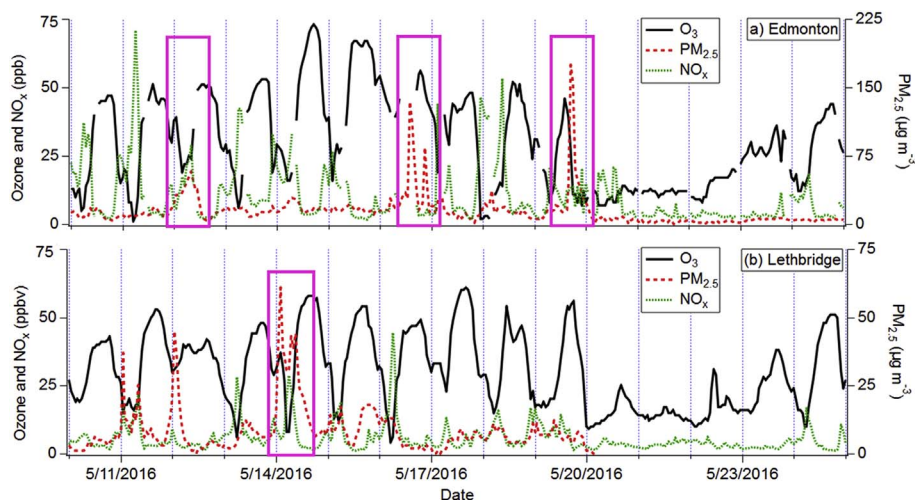 75
50
25
0
Ozone and NOx (ppb)
O3
PM2.5
NOx
a) Edmonton
225
150
75
0
PM2.5 (µg m-3)
75
50
25
0
Ozone and NOx (ppbv)
O3
PM2.5
NOx
(b) Lethbridge
75
50
25
0
PM2.5 (µg m-3)
5/11/2016 5/14/2016 5/17/2016 5/20/2016 5/23/2016
Date